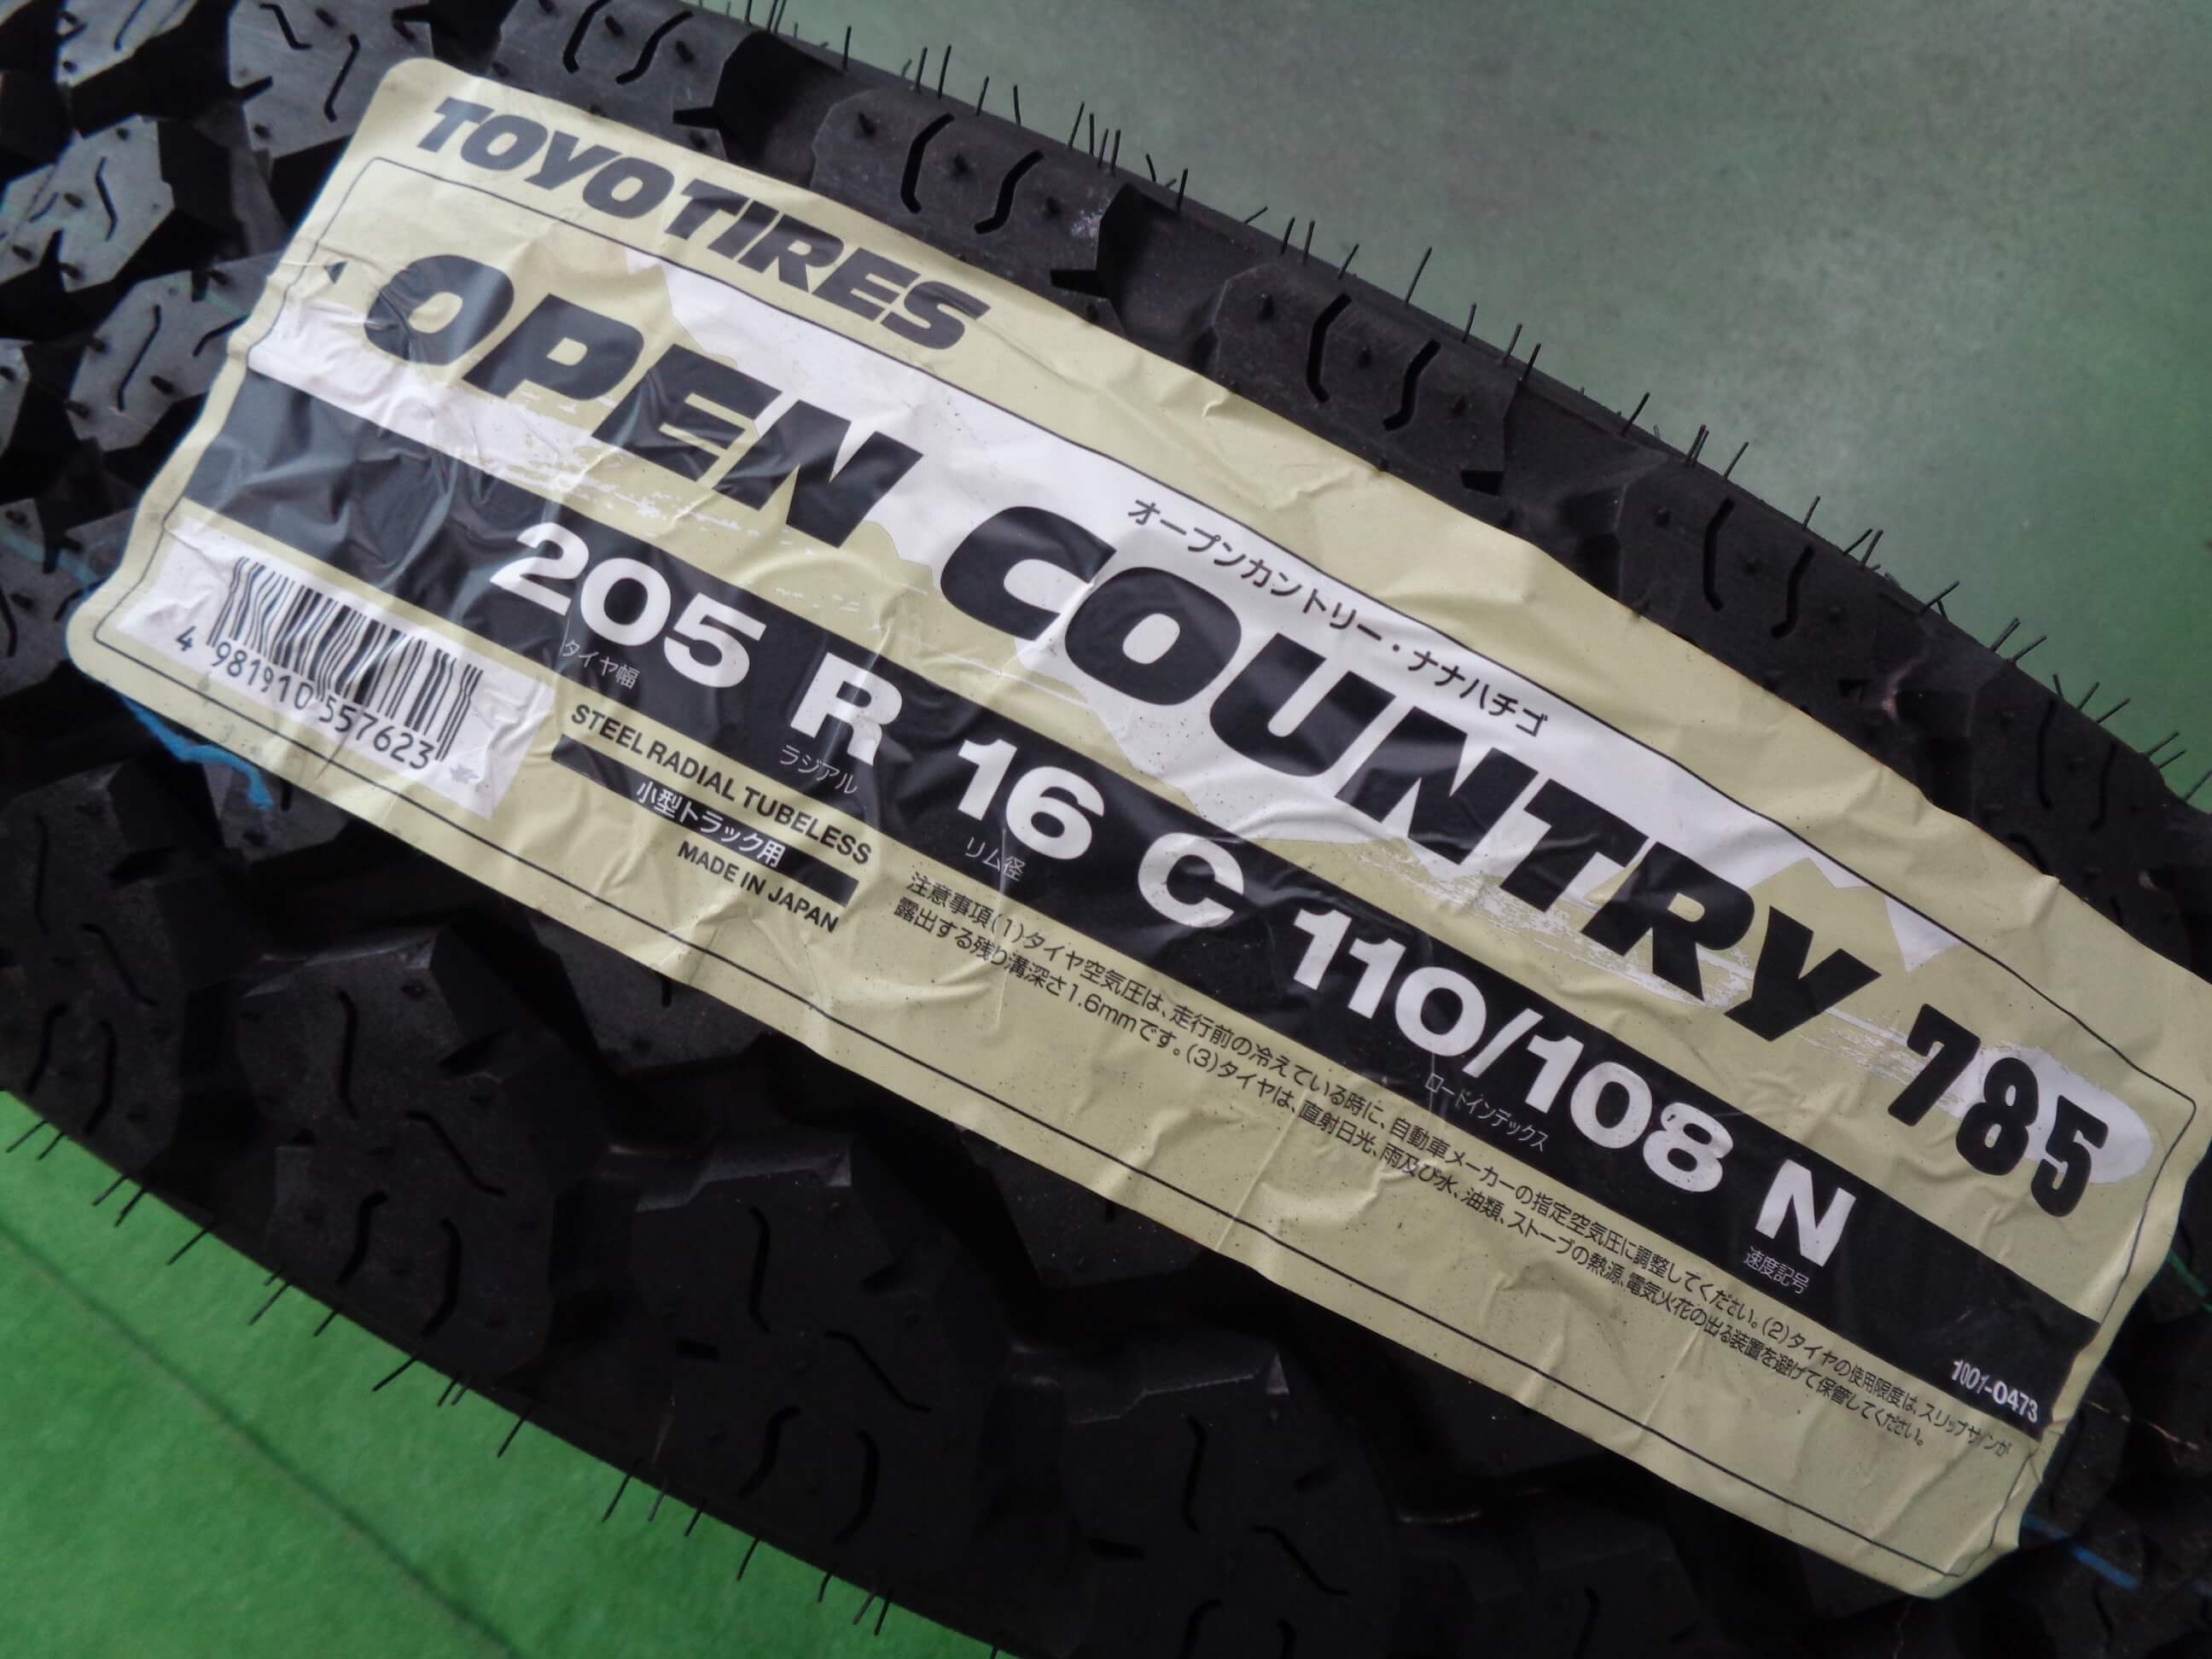 TOYO TIRES
オープンカントリー・ナナハチゴ
OPEN COUNTRY 785
205 R 16 C 110/108 N
タイヤ幅 ラジアル リム径 ロードインデックス 速度記号
4 981910 557623
STEEL RADIAL TUBELESS
小型トラック用
MADE IN JAPAN
注意事項(1)タイヤ空気圧は、走行前の冷えている時に、自動車メーカーの指定空気圧に調整してください。(2)タイヤの使用限度は、スリップサインが
露出する残り溝深さ1.6mmです。(3)タイヤは、直射日光、雨及び水、油類、ストーブの熱源、電気火花の出る装置を避けて保管してください。
1001-0473